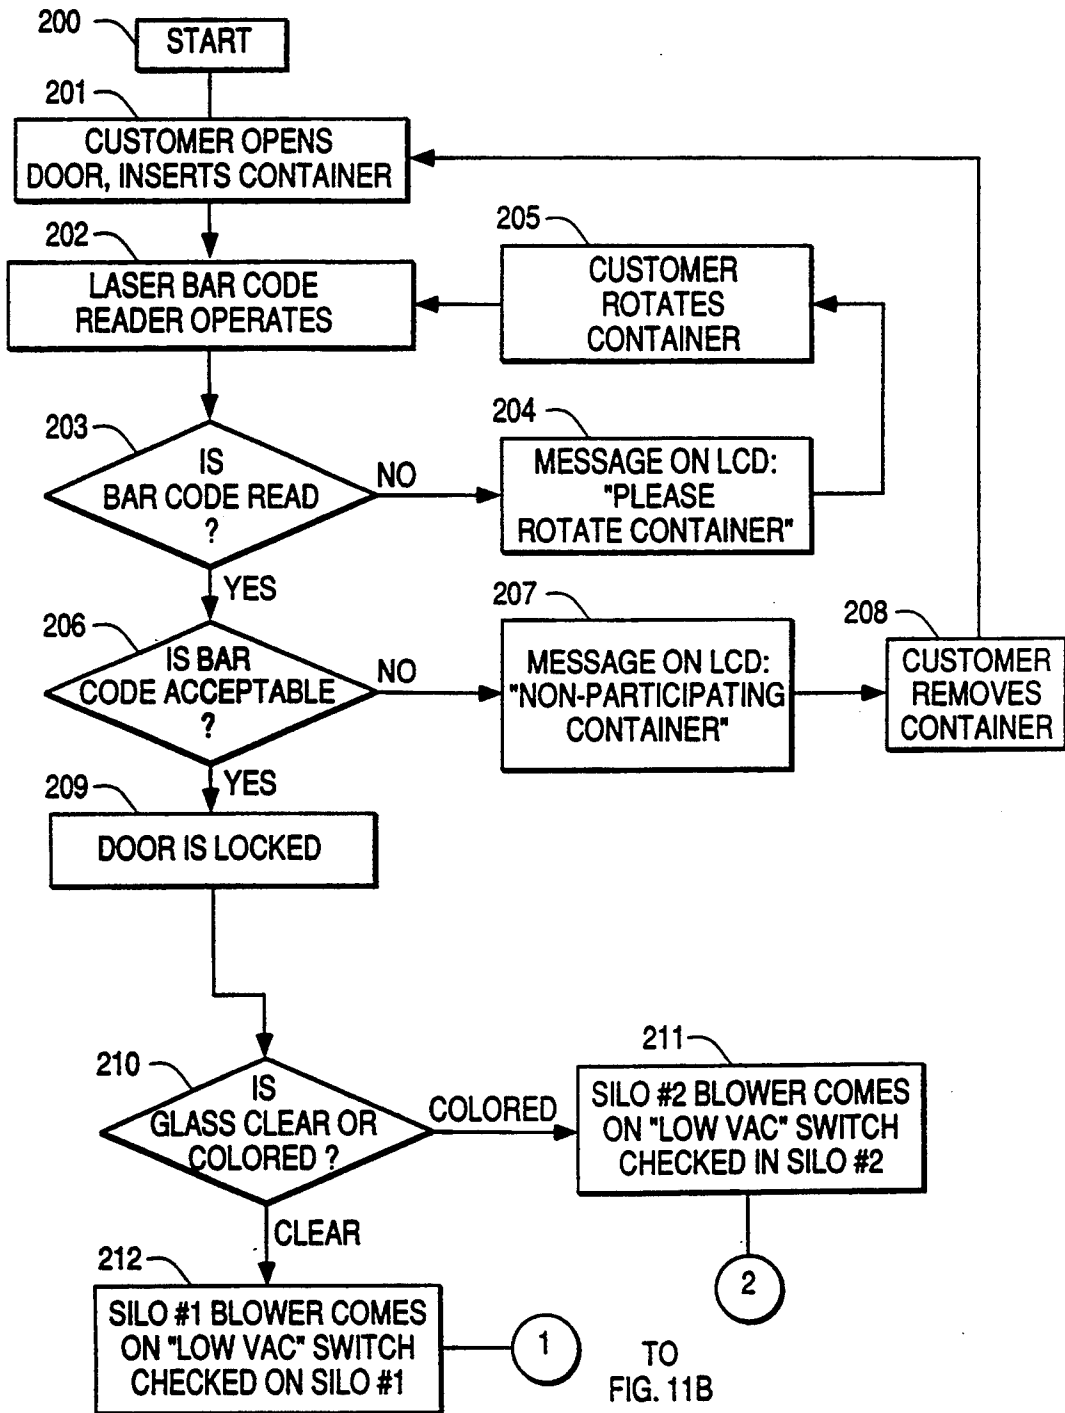 200
START
201
CUSTOMER OPENS
DOOR, INSERTS CONTAINER
202
LASER BAR CODE
READER OPERATES
205
CUSTOMER
ROTATES
CONTAINER
203
IS
BAR CODE READ
?
NO
204
MESSAGE ON LCD:
"PLEASE
ROTATE CONTAINER"
YES
206
IS BAR
CODE ACCEPTABLE
?
NO
207
MESSAGE ON LCD:
"NON-PARTICIPATING
CONTAINER"
208
CUSTOMER
REMOVES
CONTAINER
YES
209
DOOR IS LOCKED
210
IS
GLASS CLEAR OR
COLORED ?
COLORED
211
SILO #2 BLOWER COMES
ON "LOW VAC" SWITCH
CHECKED IN SILO #2
2
CLEAR
212
SILO #1 BLOWER COMES
ON "LOW VAC" SWITCH
CHECKED ON SILO #1
1
TO
FIG. 11B